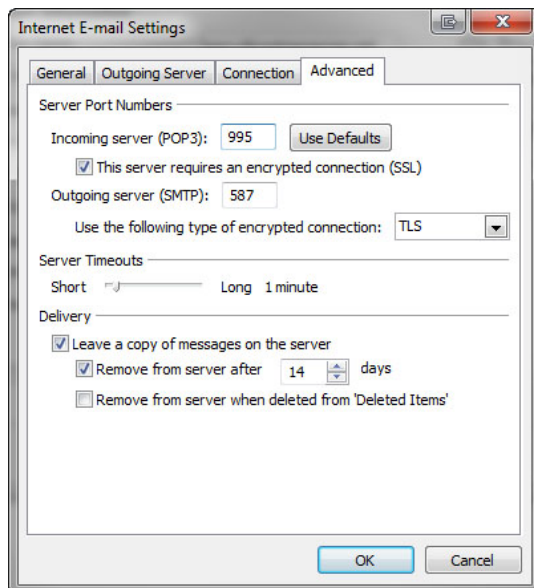 Internet E-mail Settings
General Outgoing Server Connection Advanced
Server Port Numbers
Incoming server (POP3): 995 Use Defaults
This server requires an encrypted connection (SSL)
Outgoing server (SMTP): 587
Use the following type of encrypted connection: TLS
Server Timeouts
Short Long 1 minute
Delivery
Leave a copy of messages on the server
Remove from server after 14 days
Remove from server when deleted from 'Deleted Items'
OK Cancel